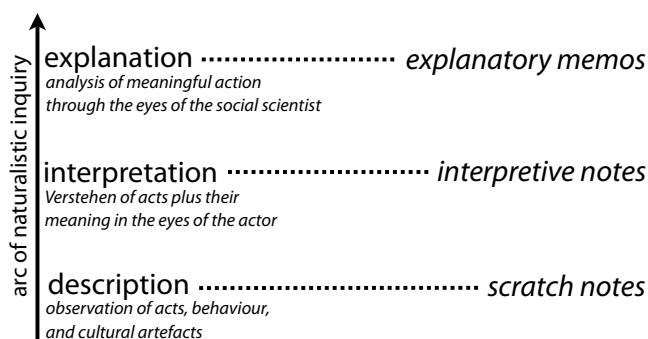 arc of naturalistic inquiry
explanation ........................ explanatory memos
analysis of meaningful action
through the eyes of the social scientist
interpretation ........................ interpretive notes
Verstehen of acts plus their
meaning in the eyes of the actor
description ........................ scratch notes
observation of acts, behaviour,
and cultural artefacts